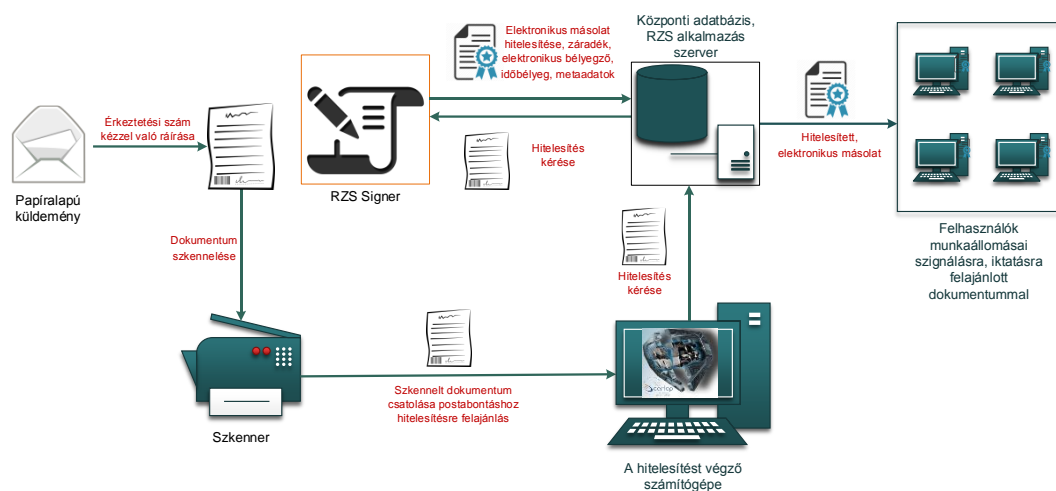 Központi adatbázis,
RZS alkalmazás
szerver
Elektronikus másolat
hitelesítése, záradék,
elektronikus bélyegző,
időbélyeg, metaadatok
Érkeztetési szám
kézzel való ráírása
Hitelesítés
kérése
Hitelesített,
elektronikus másolat
Papíralapú
küldemény
RZS Signer
Dokumentum
szkennelése
Hitelesítés
kérése
Felhasználók
munkaállomásai
szignálásra, iktatásra
felajánlott
dokumentummal
Szkennelt dokumentum
csatolása postabontáshoz
hitelesítésre felajánlás
Szkenner
A hitelesítést végző
számítógépe